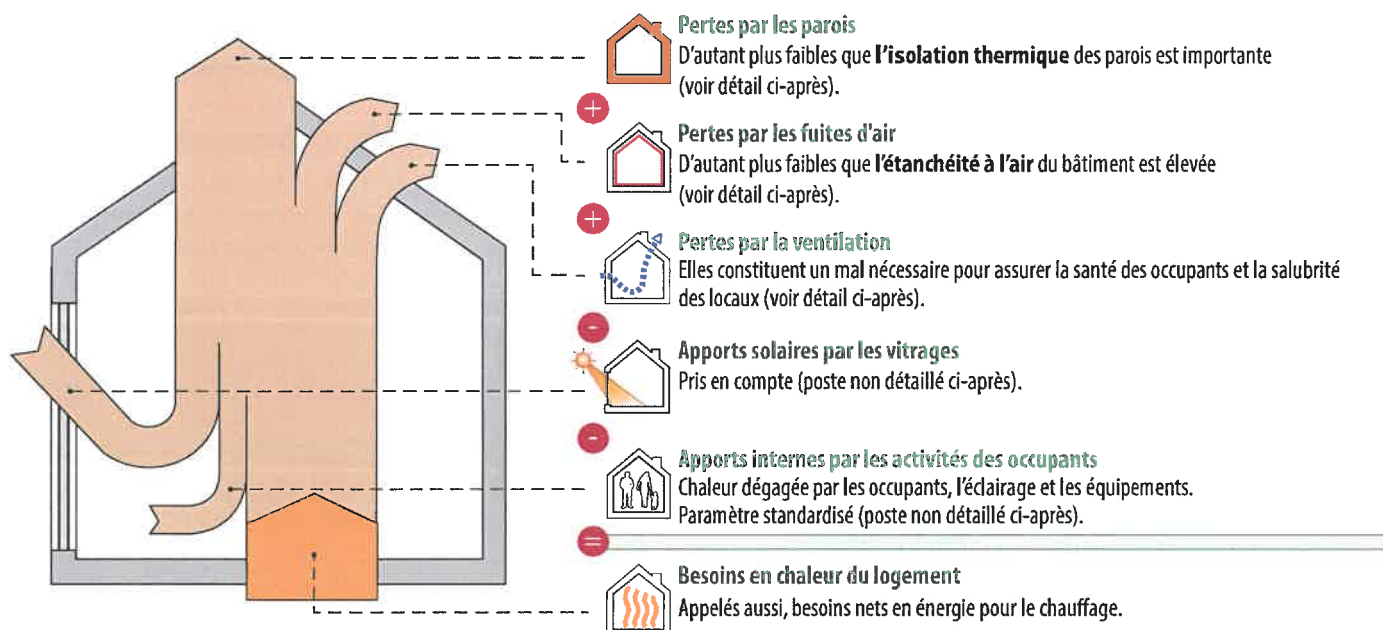 Pertes par les parois
D'autant plus faibles que l'isolation thermique des parois est importante
(voir détail ci-après).
+
Pertes par les fuites d'air
D'autant plus faibles que l'étanchéité à l'air du bâtiment est élevée
(voir détail ci-après).
+
Pertes par la ventilation
Elles constituent un mal nécessaire pour assurer la santé des occupants et la salubrité
des locaux (voir détail ci-après).
-
Apports solaires par les vitrages
Pris en compte (poste non détaillé ci-après).
-
Apports internes par les activités des occupants
Chaleur dégagée par les occupants, l'éclairage et les équipements.
Paramètre standardisé (poste non détaillé ci-après).
=
Besoins en chaleur du logement
Appelés aussi, besoins nets en énergie pour le chauffage.